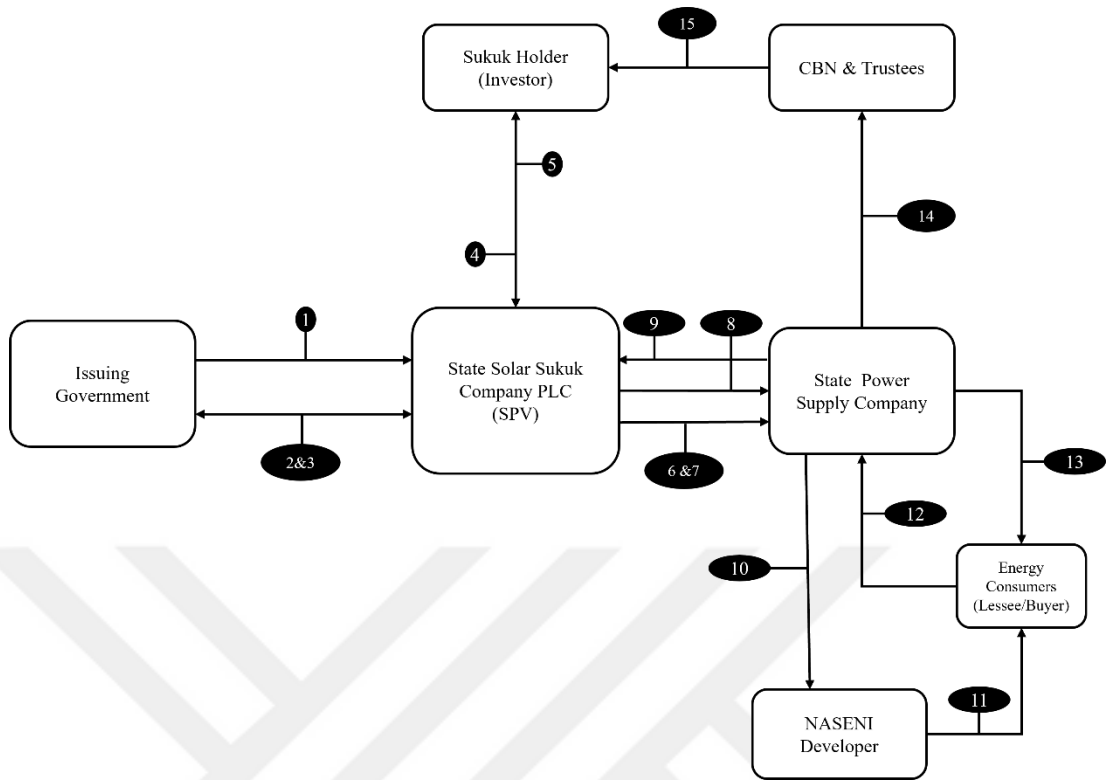 15
Sukuk Holder
(Investor)
CBN & Trustees
5
14
4
1
9
8
Issuing
Government
State Solar Sukuk
Company PLC
(SPV)
State Power
Supply Company
2&3
6 &7
13
12
10
Energy
Consumers
(Lessee/Buyer)
11
NASENI
Developer